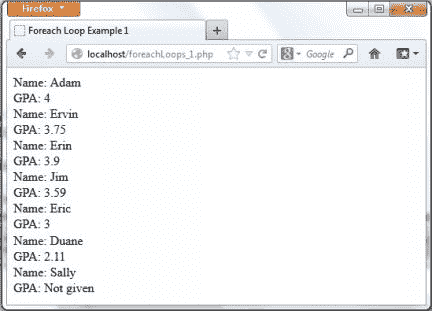 Firefox
Foreach Loop Example 1
localhost/foreachLoops_1.php
Google
Name: Adam
GPA: 4
Name: Ervin
GPA: 3.75
Name: Erin
GPA: 3.9
Name: Jim
GPA: 3.59
Name: Eric
GPA: 3
Name: Duane
GPA: 2.11
Name: Sally
GPA: Not given